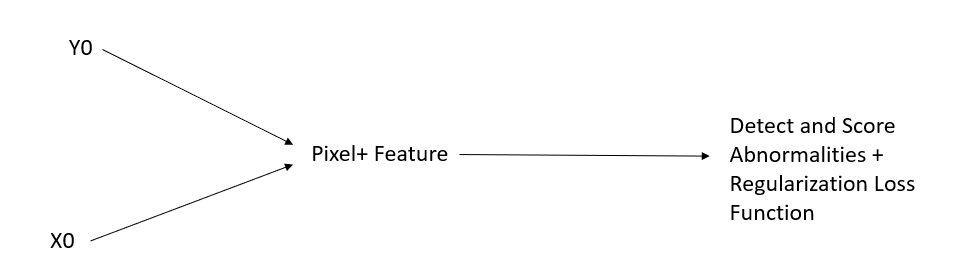 Y0
Pixel+ Feature
Detect and Score
Abnormalities +
Regularization Loss
Function
X0